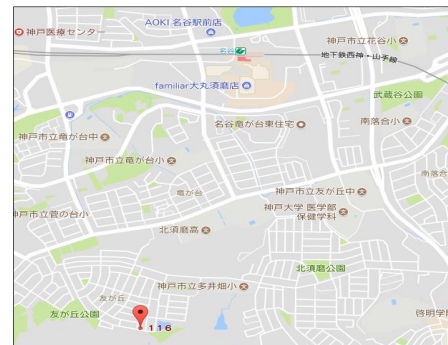 AOKI 名谷駅前店
神戸医療センター
神戸市立花谷小
名谷
地下鉄西神・山手線
familiar大丸須磨店
武蔵谷公園
名谷竜が台東住宅
南落合小
神戸市立竜が台中
神戸市立竜が台小
南落合
竜が台
神戸市立友が丘中
神戸市立菅の台小
神戸大学 医学部
保健学科
北須磨高
北須磨公園
神戸市立多井畑小
友が丘
友が丘公園
116
啓明学